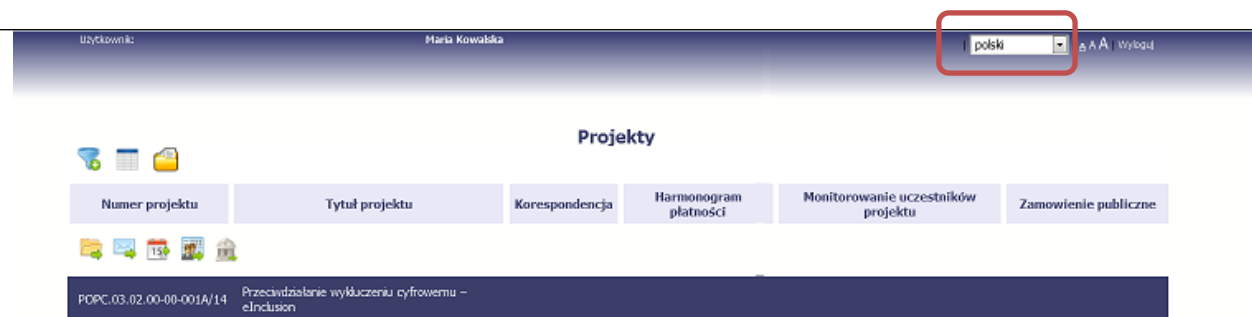 Użytkownik: Maria Kowalska | polski A A A | Wyloguj
Projekty
Numer projektu Tytuł projektu Korespondencja Harmonogram płatności Monitorowanie uczestników projektu Zamowienie publiczne
15
POPC.03.02.00-00-001A/14 Przeciwdziałanie wykluczeniu cyfrowemu –
eInclusion